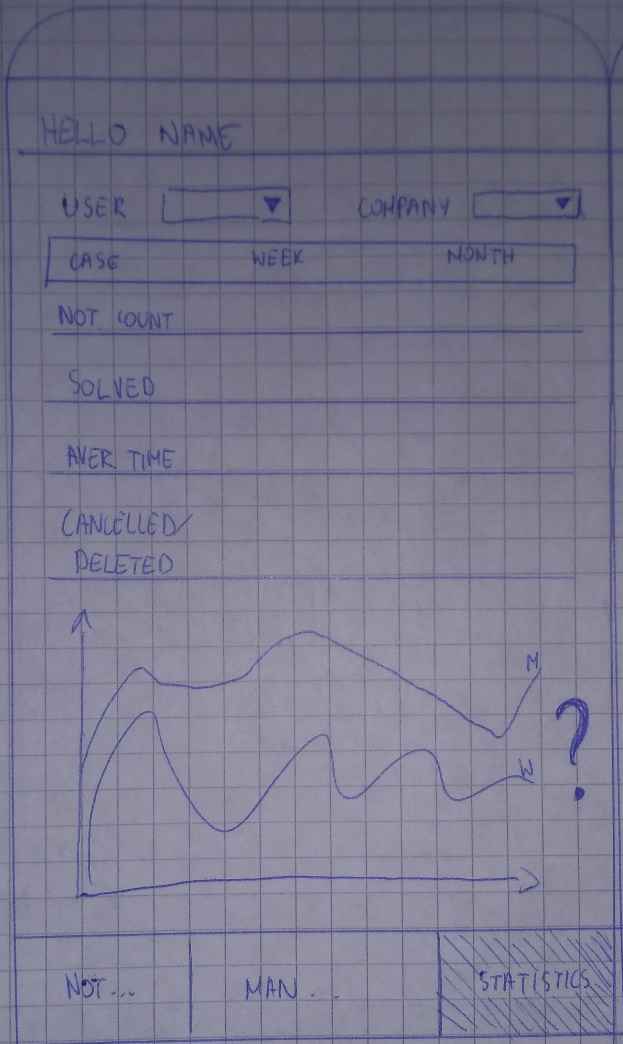 HELLO NAME
USER COMPANY
CASE WEEK MONTH
NOT COUNT
SOLVED
AVER. TIME
CANCELLED/
DELETED
M
W
?
NOT... MAN... STATISTICS